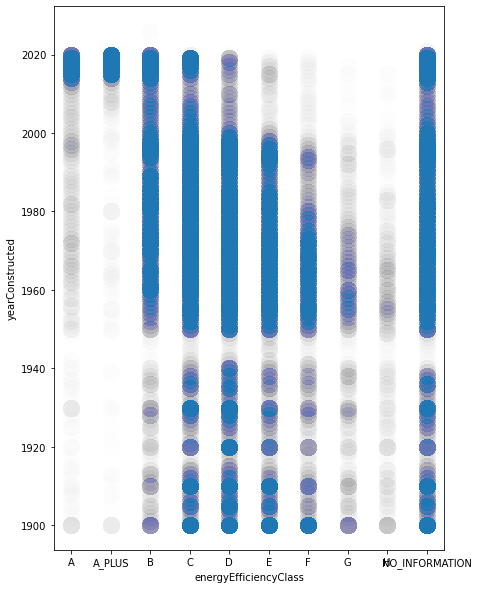 2020
2000
1980
1960
1940
1920
1900
yearConstructed
A A_PLUS B C D E F G H NO_INFORMATION
energyEfficiencyClass